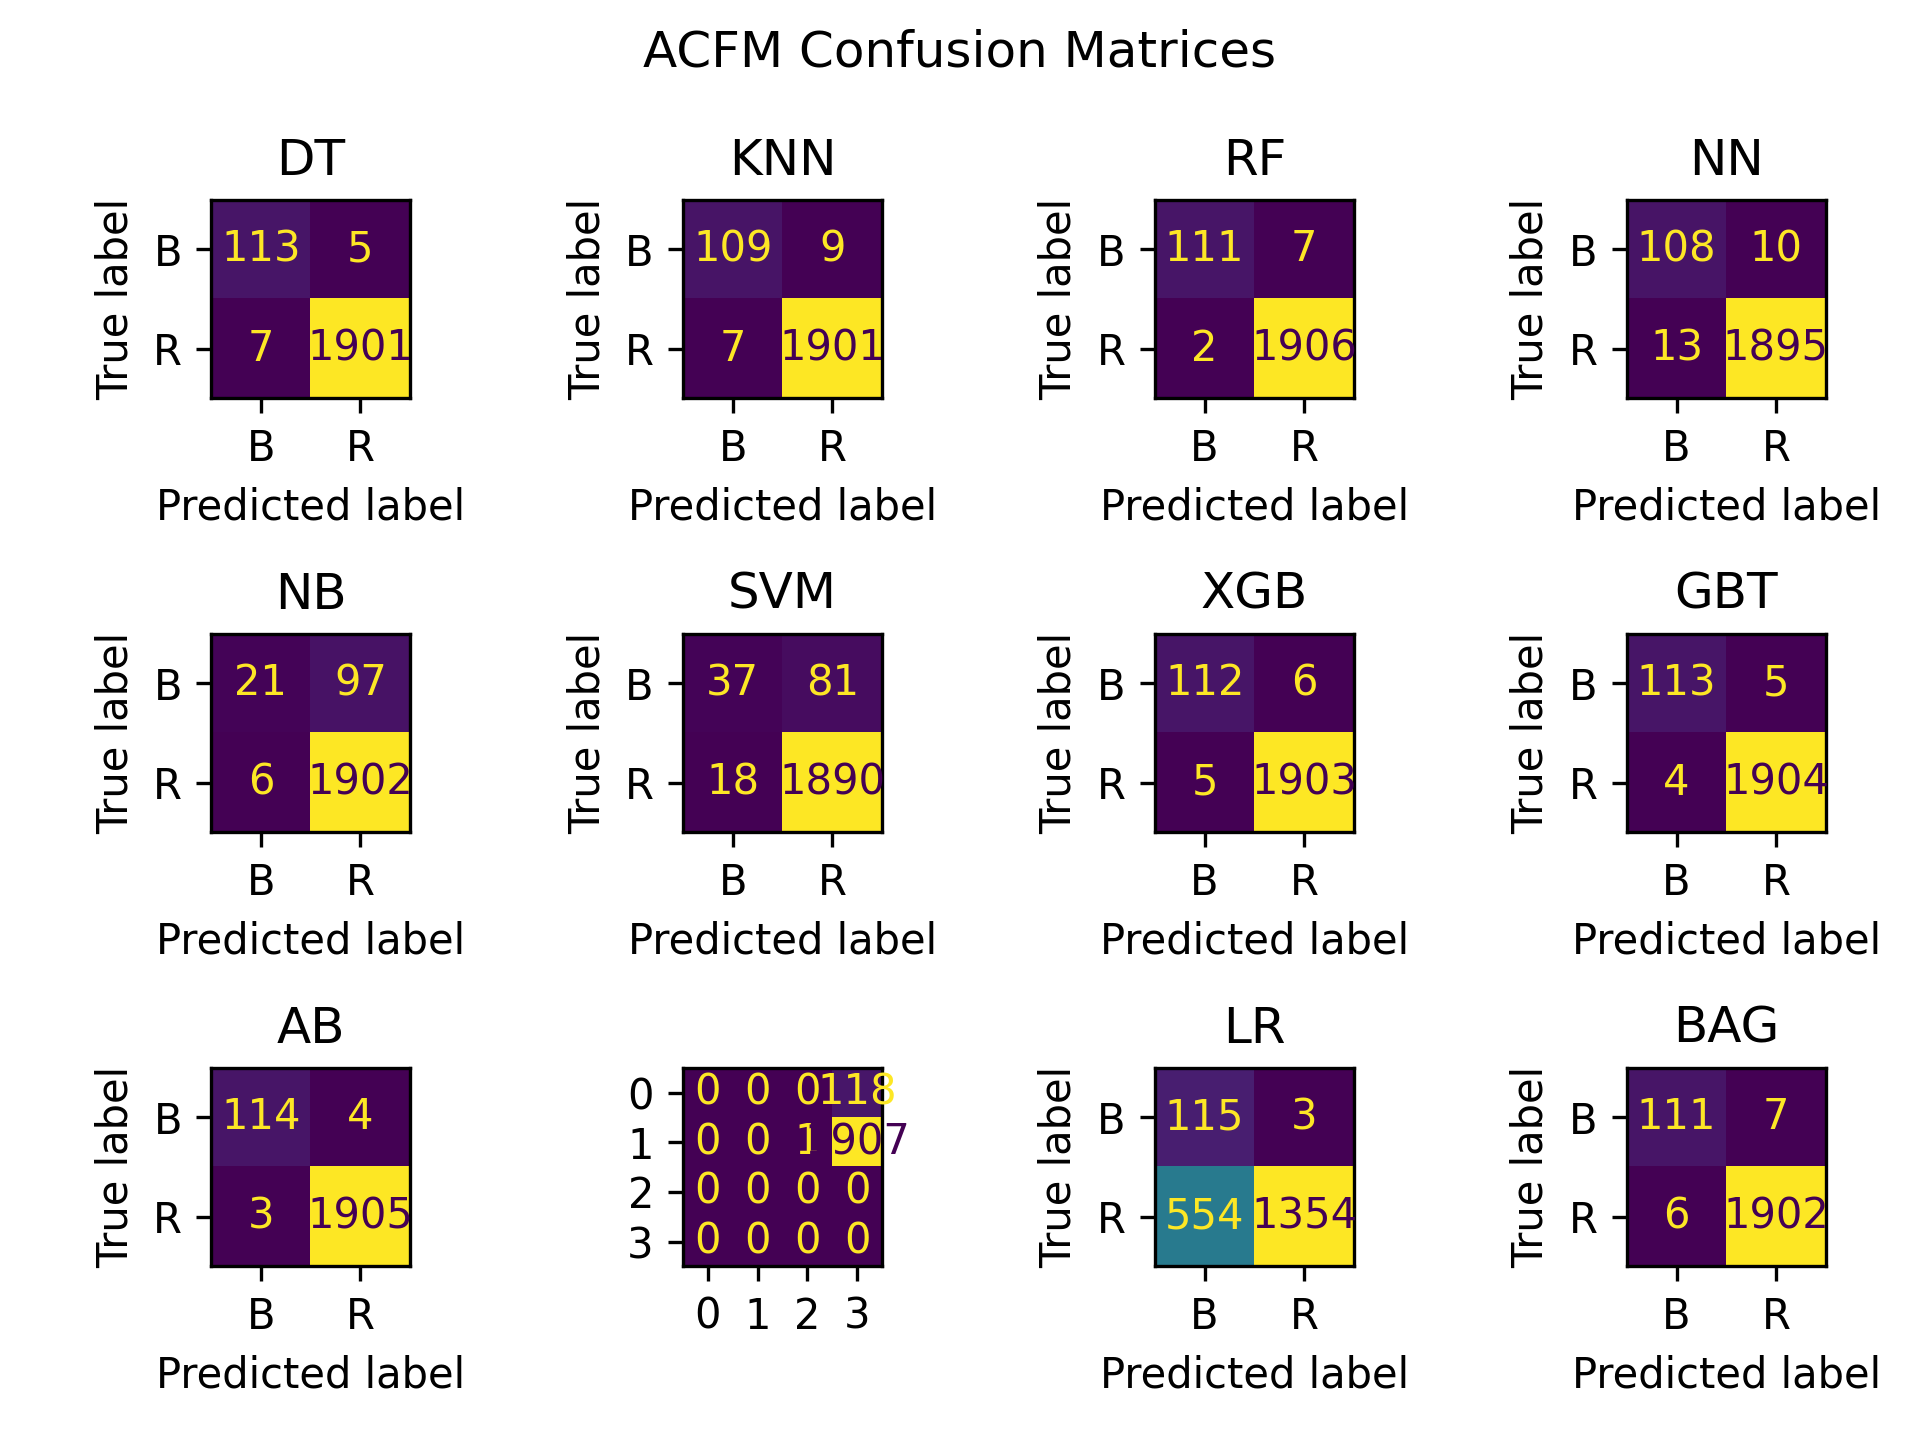 ACFM Confusion Matrices
DT
KNN
RF
NN
True label
B
113 5
R
7 1901
B R
Predicted label
True label
B
109 9
R
7 1901
B R
Predicted label
True label
B
111 7
R
2 1906
B R
Predicted label
True label
B
108 10
R
13 1895
B R
Predicted label
NB
SVM
XGB
GBT
True label
B
21 97
R
6 1902
B R
Predicted label
True label
B
37 81
R
18 1890
B R
Predicted label
True label
B
112 6
R
5 1903
B R
Predicted label
True label
B
113 5
R
4 1904
B R
Predicted label
AB
LR
BAG
True label
B
114 4
R
3 1905
B R
Predicted label
0
0 0 0 118
1
0 0 1 1907
2
0 0 0 0
3
0 0 0 0
0 1 2 3
True label
B
115 3
R
554 1354
B R
Predicted label
True label
B
111 7
R
6 1902
B R
Predicted label